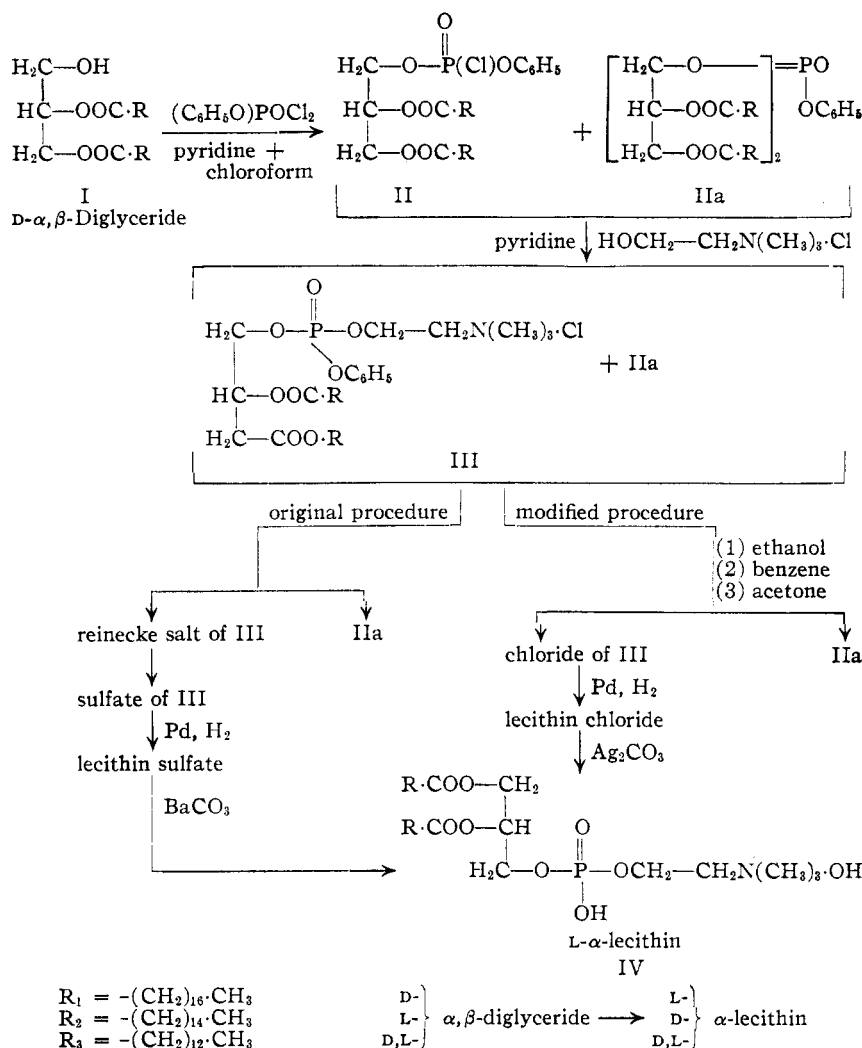 O
H₂C—OH H₂C—O—P(Cl)OC₆H₅ H₂C—O—=PO
(C₆H₅O)POCl₂
HC—OOC·R HC—OOC·R + HC—OOC·R OC₆H₅
pyridine +
H₂C—OOC·R chloroform H₂C—OOC·R H₂C—OOC·R 2
I II IIa
D-α,β-Diglyceride
pyridine HOCH₂—CH₂N(CH₃)₃·Cl
O
H₂C—O—P—OCH₂—CH₂N(CH₃)₃·Cl
OC₆H₅ + IIa
HC—OOC·R
H₂C—COO·R
III
original procedure modified procedure
(1) ethanol
(2) benzene
(3) acetone
reinecke salt of III IIa chloride of III IIa
Pd, H₂
sulfate of III lecithin chloride
Pd, H₂ Ag₂CO₃
lecithin sulfate
R·COO—CH₂
BaCO₃
R·COO—CH O
H₂C—O—P—OCH₂—CH₂N(CH₃)₃·OH
OH
L-α-lecithin
IV
R₁ = -(CH₂)₁₆·CH₃ D- L-
R₂ = -(CH₂)₁₄·CH₃ L- α,β-diglyceride D- α-lecithin
R₃ = -(CH₂)₁₂·CH₃ D,L- D,L-